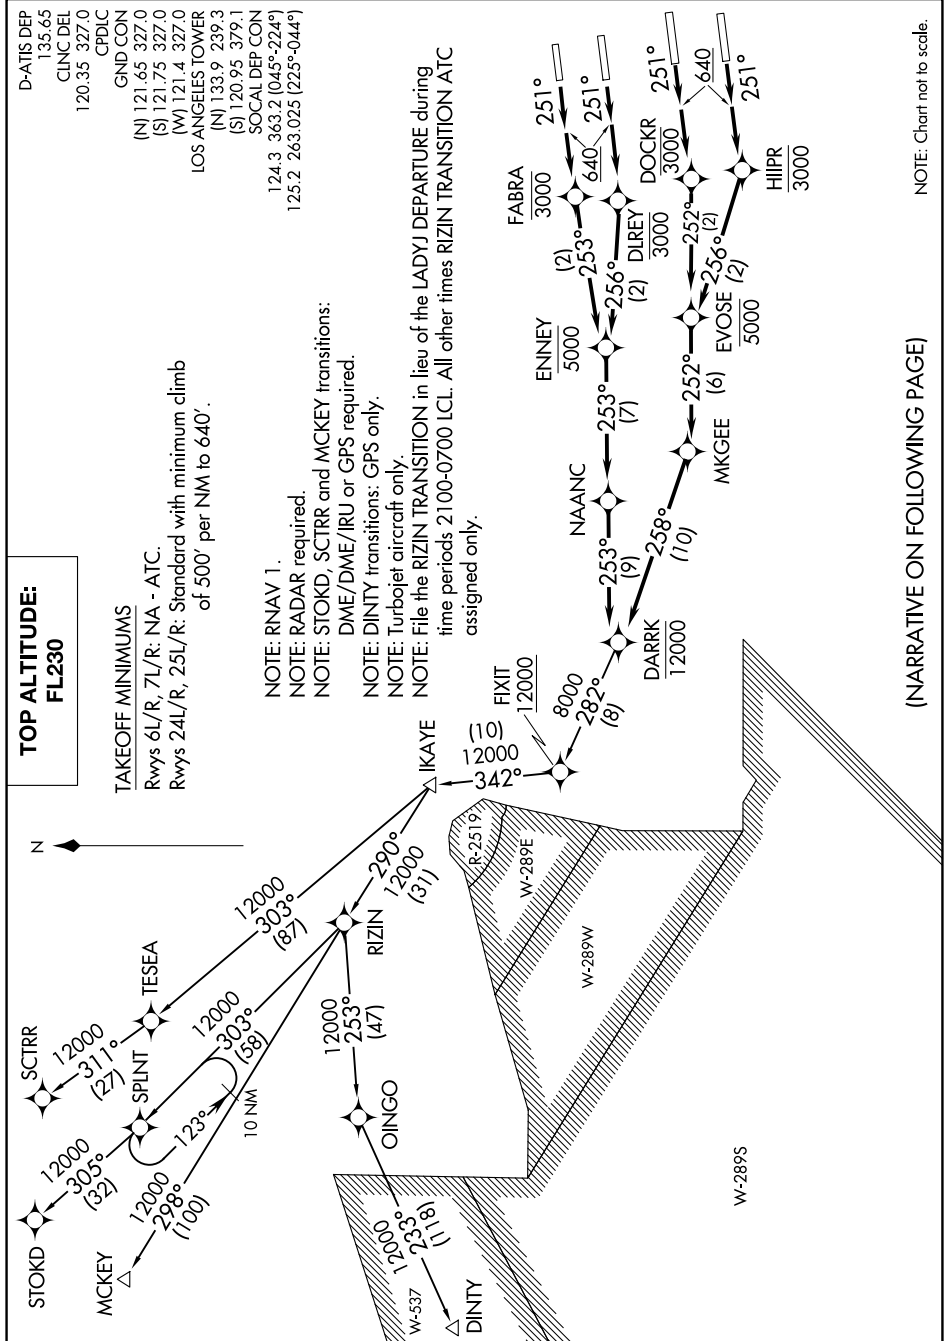 TOP ALTITUDE:
FL230
D-ATIS DEP
135.65
CLNC DEL
120.35 327.0
CPDLC
GND CON
(N) 121.65 327.0
(S) 121.75 327.0
(W) 121.4 327.0
LOS ANGELES TOWER
(N) 133.9 239.3
(S) 120.95 379.1
SOCAL DEP CON
124.3 363.2 (045°-224°)
125.2 263.025 (225°-044°)
TAKEOFF MINIMUMS
Rwys 6L/R, 7L/R: NA - ATC.
Rwys 24L/R, 25L/R: Standard with minimum climb
of 500' per NM to 640'.
NOTE: RNAV 1.
NOTE: RADAR required.
NOTE: STOKD, SCTRR and MCKEY transitions:
DME/DME/IRU or GPS required.
NOTE: DINTY transitions: GPS only.
NOTE: Turbojet aircraft only.
NOTE: File the RIZIN TRANSITION in lieu of the LADYJ DEPARTURE during
time periods 2100-0700 LCL. All other times RIZIN TRANSITION ATC
assigned only.
N
STOKD
12000
305°
(32)
SCTRR
12000
311°
(27)
SPLNT
TESEA
12000
303°
(87)
12000
303°
(58)
123°
10 NM
MCKEY
12000
298°
(100)
RIZIN
290°
12000
(31)
IKAYE
12000
253°
(47)
OINGO
12000
233°
(118)
DINTY
W-537
(10)
12000
342°
FIXIT
12000
8000
282°
(8)
DARRK
12000
253°
(9)
NAANC
253°
(7)
ENNEY
5000
(2)
253°
FABRA
3000
251°
256°
(2)
DLREY
3000
251°
640
258°
(10)
MKGEE
252°
(6)
EVOSE
5000
252°
(2)
DOCKR
3000
251°
640
256°
(2)
HIIPR
3000
251°
R-2519
W-289E
W-289W
W-289S
(NARRATIVE ON FOLLOWING PAGE)
NOTE: Chart not to scale.